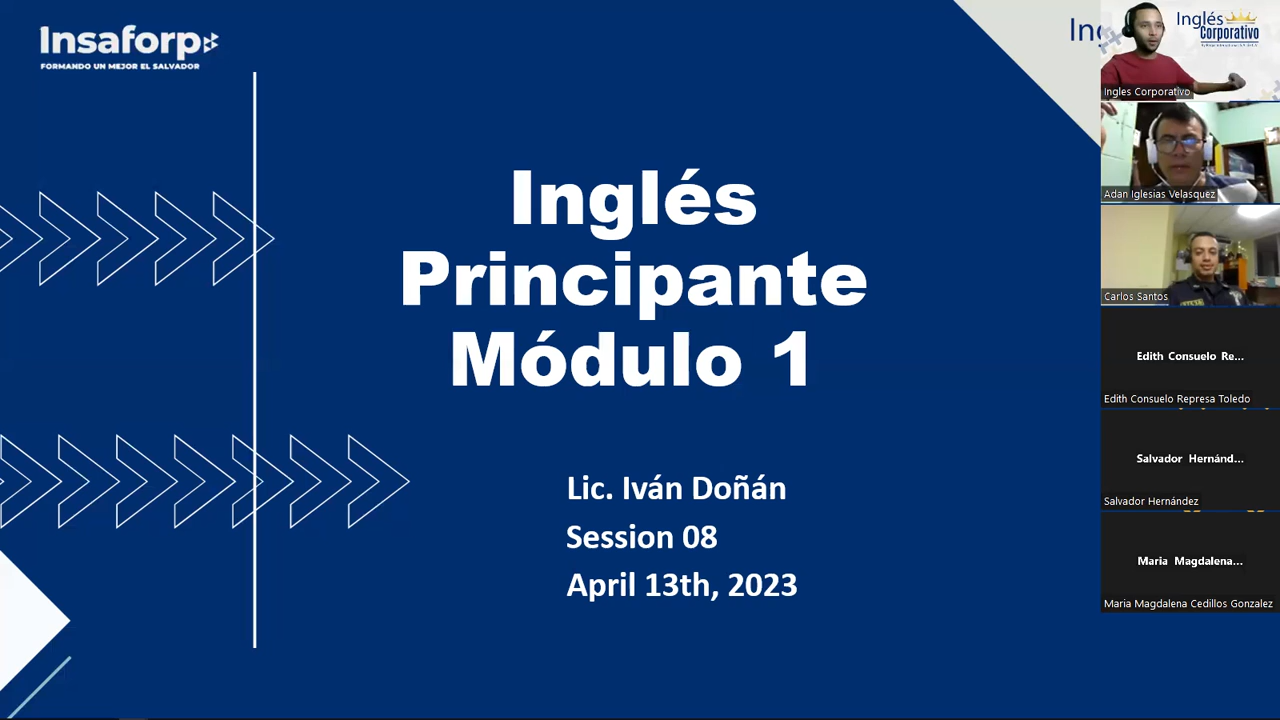 Insaforp
FORMANDO UN MEJOR EL SALVADOR
Inglés
Principante
Módulo 1
Lic. Iván Doñán
Session 08
April 13th, 2023
Inglés
Corporativo
Ingles Corporativo
Adan Iglesias Velasquez
Carlos Santos
Edith Consuelo Re...
Edith Consuelo Represa Toledo
Salvador Hernánd...
Salvador Hernández
Maria Magdalena...
Maria Magdalena Cedillos Gonzalez